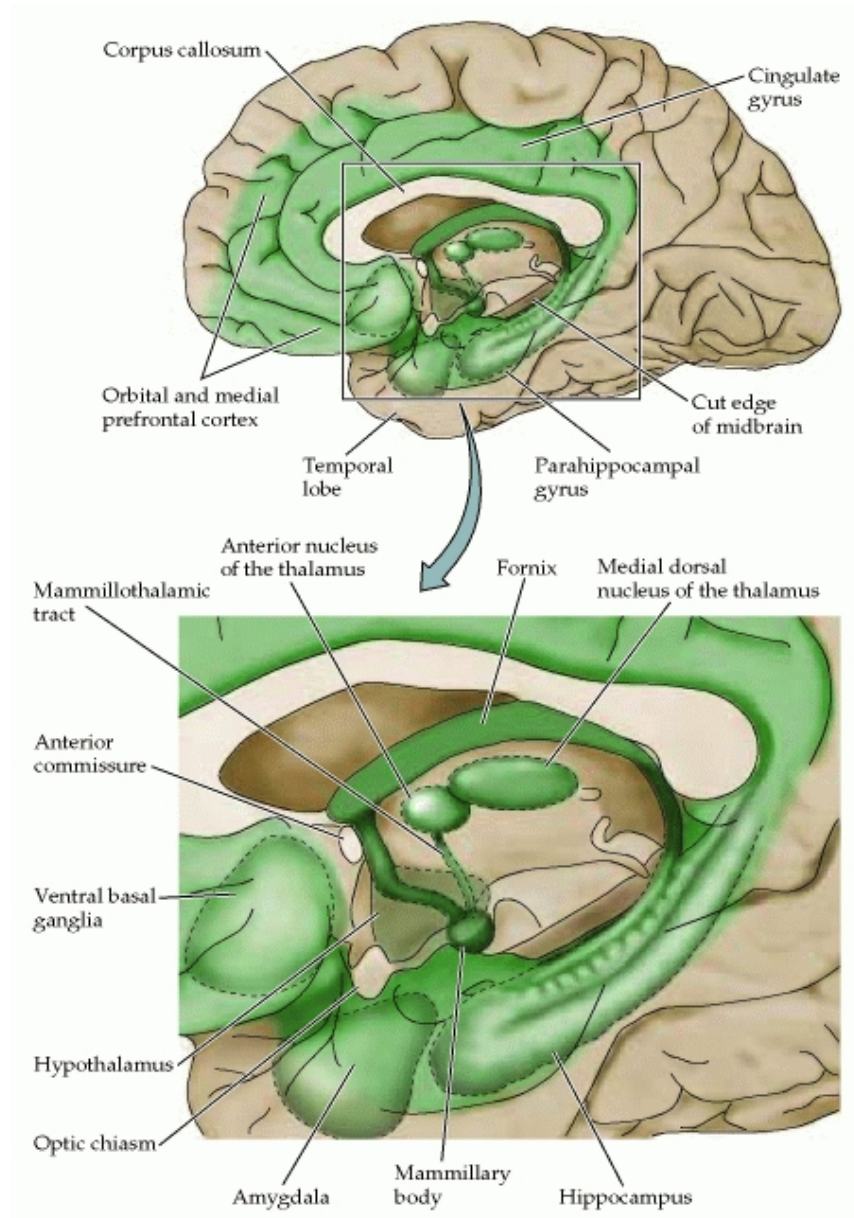 Corpus callosum
Cingulate
gyrus
Orbital and medial
prefrontal cortex
Cut edge
of midbrain
Temporal
lobe
Parahippocampal
gyrus
Anterior nucleus
of the thalamus
Fornix
Medial dorsal
nucleus of the thalamus
Mammillothalamic
tract
Anterior
commissure
Ventral basal
ganglia
Hypothalamus
Optic chiasm
Amygdala
Mammillary
body
Hippocampus